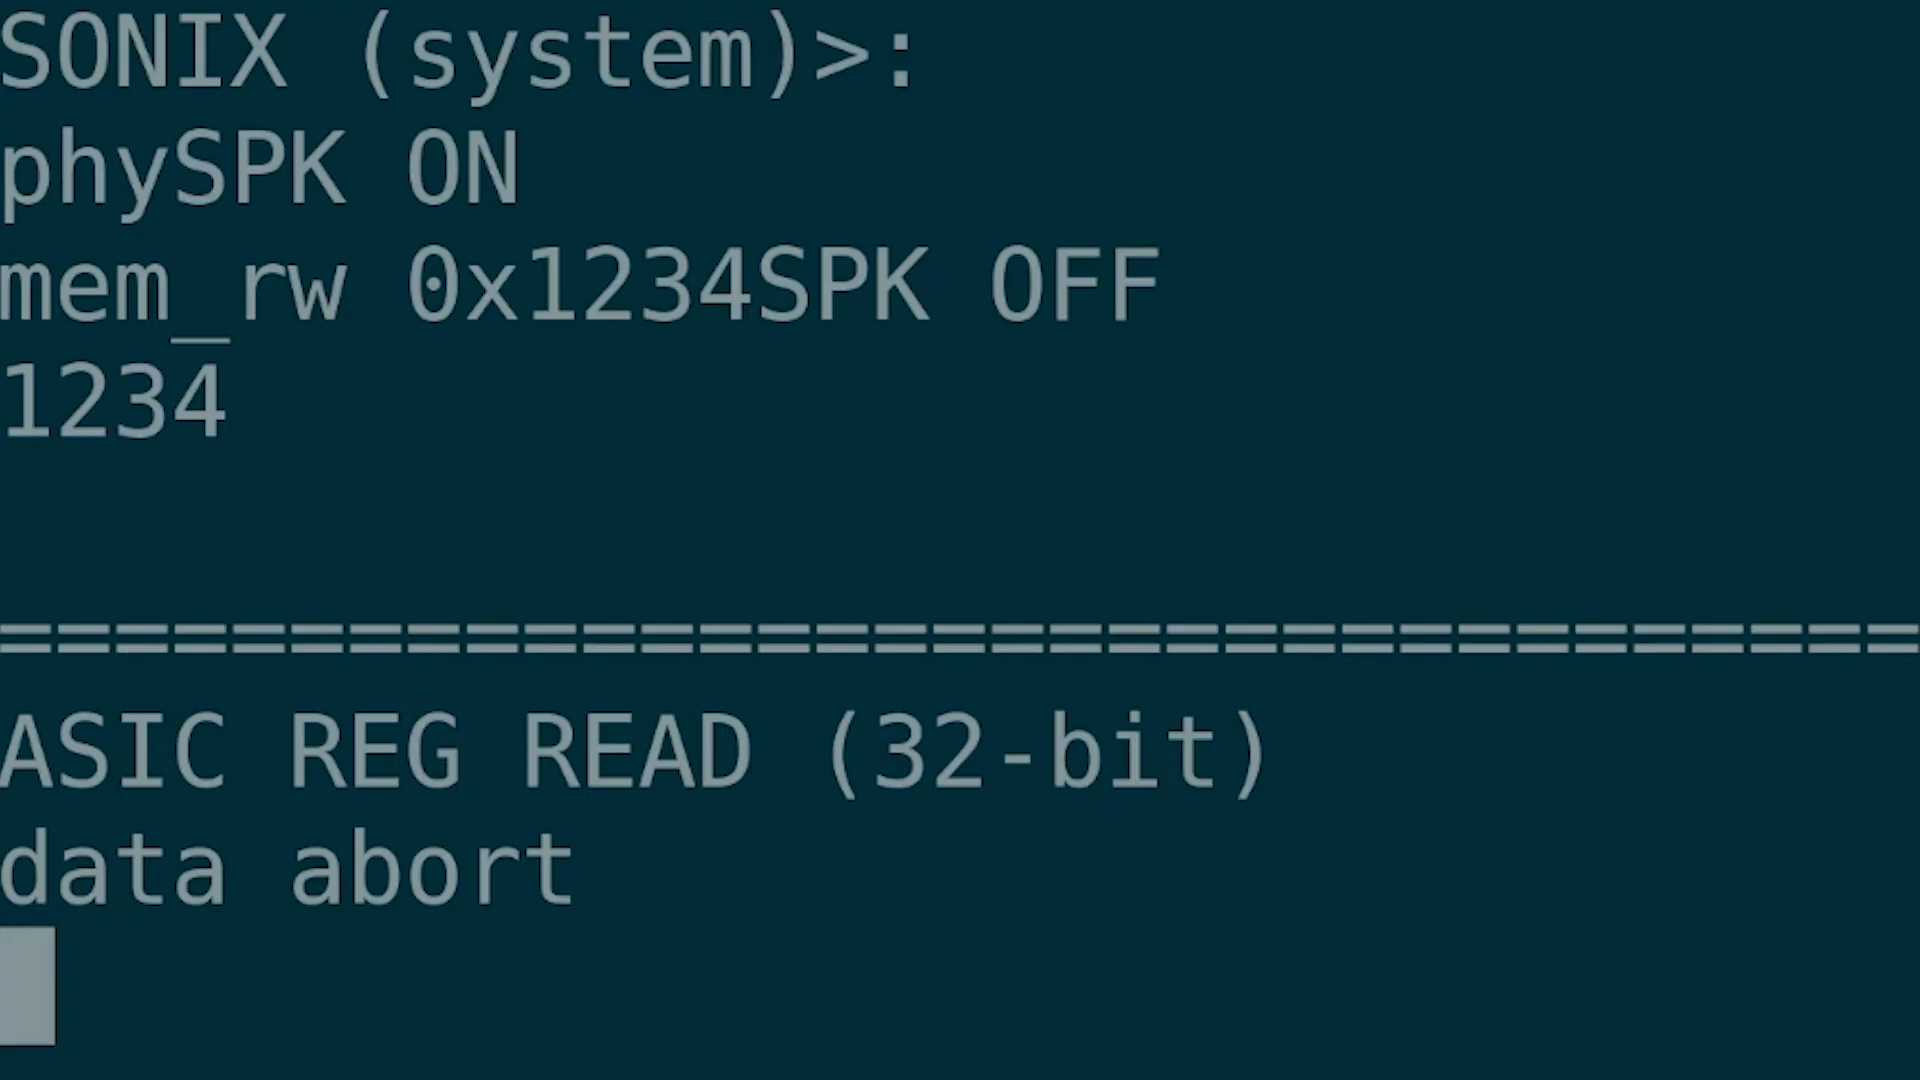 SONIX (system)>:
phySPK ON
mem_rw 0x1234SPK OFF
1234
=================================
ASIC REG READ (32-bit)
data abort